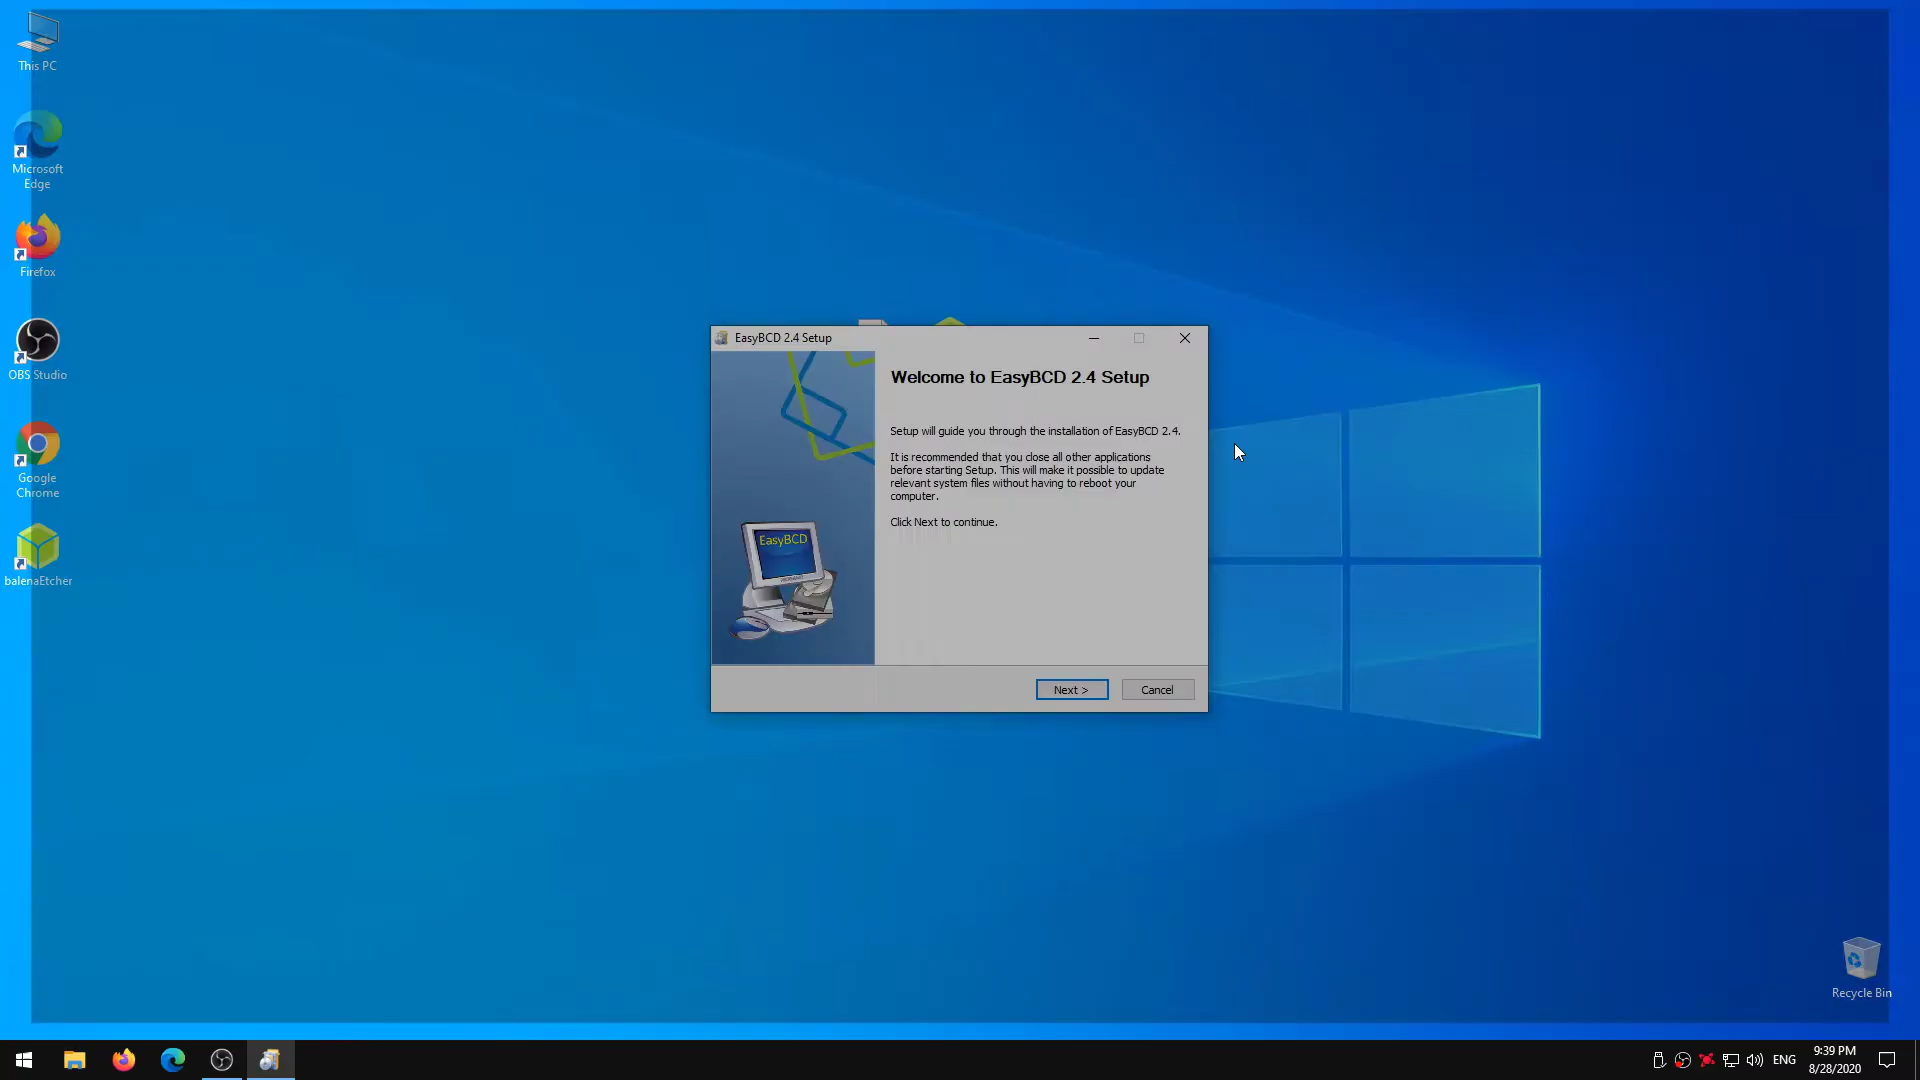 This PC
Microsoft
Edge
Firefox
OBS Studio
Google
Chrome
balenaEtcher
EasyBCD 2.4 Setup
Welcome to EasyBCD 2.4 Setup
Setup will guide you through the installation of EasyBCD 2.4.
It is recommended that you close all other applications
before starting Setup. This will make it possible to update
relevant system files without having to reboot your
computer.
Click Next to continue.
EasyBCD
Next >
Cancel
Recycle Bin
ENG
9:39 PM
8/28/2020